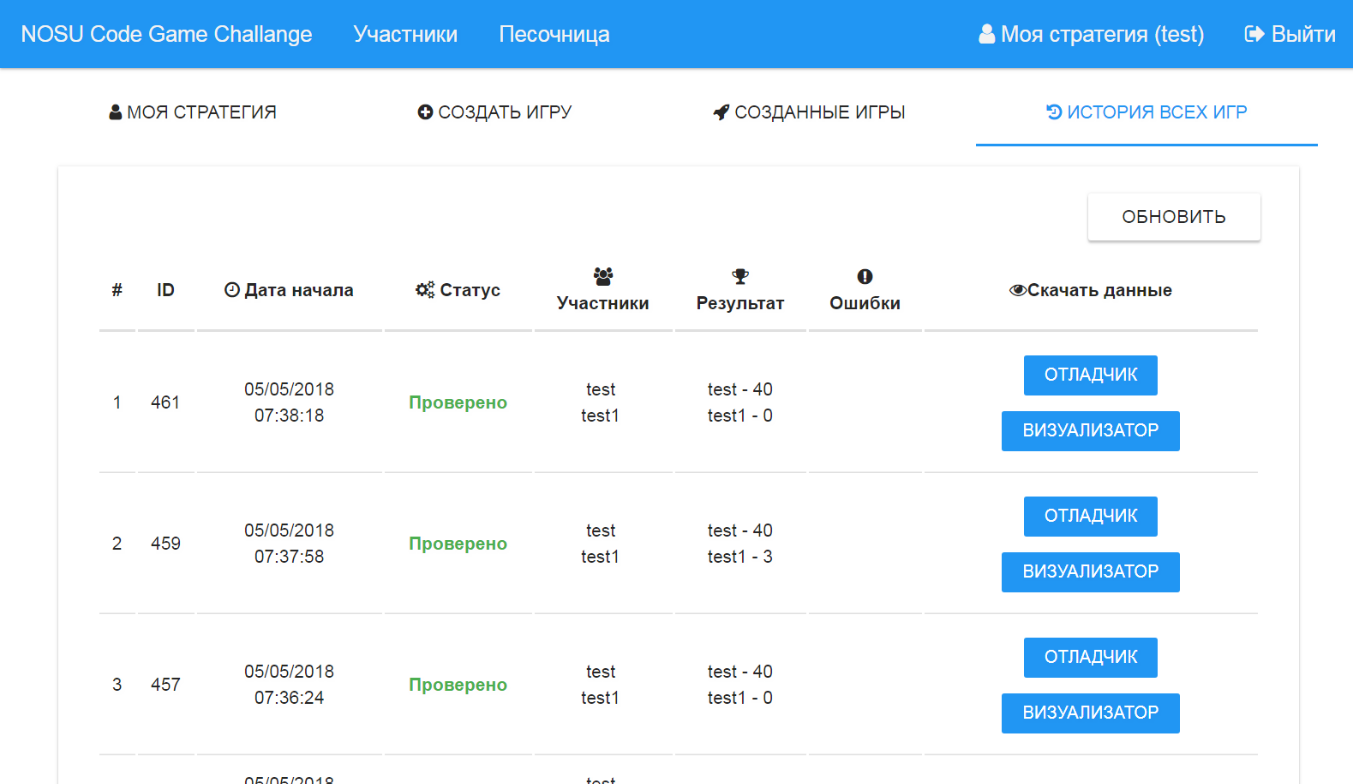 NOSU Code Game Challange Участники Песочница Моя стратегия (test) Выйти
МОЯ СТРАТЕГИЯ СОЗДАТЬ ИГРУ СОЗДАННЫЕ ИГРЫ ИСТОРИЯ ВСЕХ ИГР
ОБНОВИТЬ
# ID Дата начала Статус Участники Результат Ошибки Скачать данные
1 461 05/05/2018 07:38:18 Проверено test test1 test - 40 test1 - 0 ОТЛАДЧИК
ВИЗУАЛИЗАТОР
2 459 05/05/2018 07:37:58 Проверено test test1 test - 40 test1 - 3 ОТЛАДЧИК
ВИЗУАЛИЗАТОР
3 457 05/05/2018 07:36:24 Проверено test test1 test - 40 test1 - 0 ОТЛАДЧИК
ВИЗУАЛИЗАТОР
05/05/2018 test